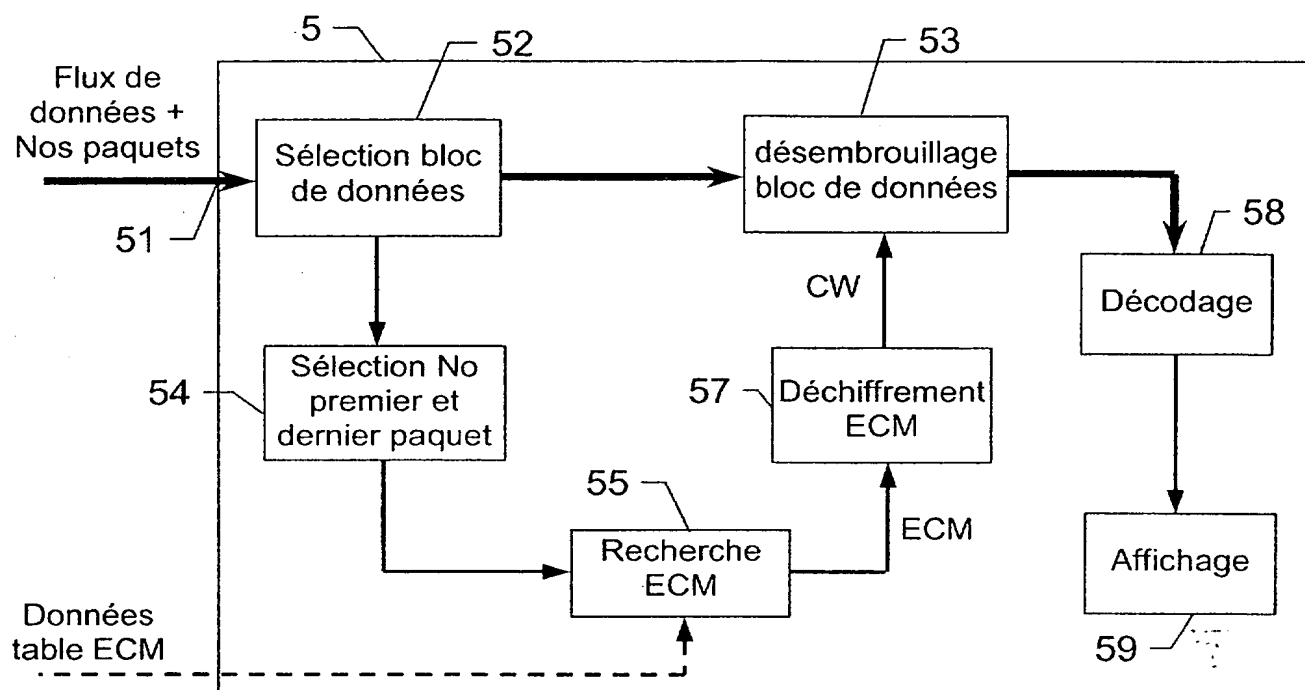 5
52
53
Flux de
données +
Nos paquets
51
Sélection bloc
de données
désembrouillage
bloc de données
58
Décodage
CW
54
Sélection No
premier et
dernier paquet
57
Déchiffrement
ECM
55
Recherche
ECM
ECM
Affichage
59
Données
table ECM